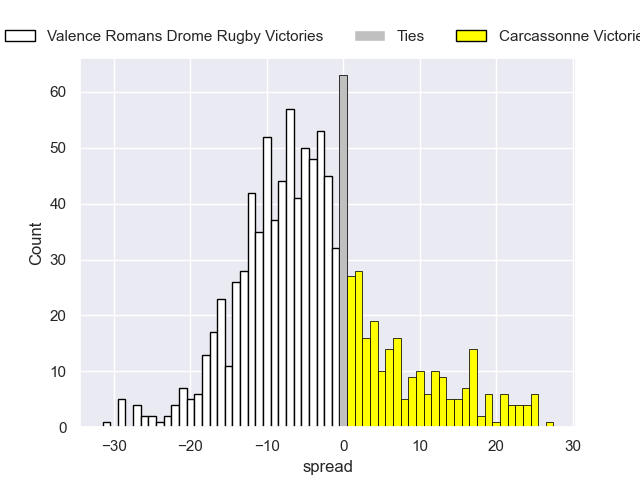 Valence Romans Drome Rugby Victories Ties Carcassonne Victorie
60
50
40
30
20
10
0
Count
−30 −20 −10 0 10 20 30
spread